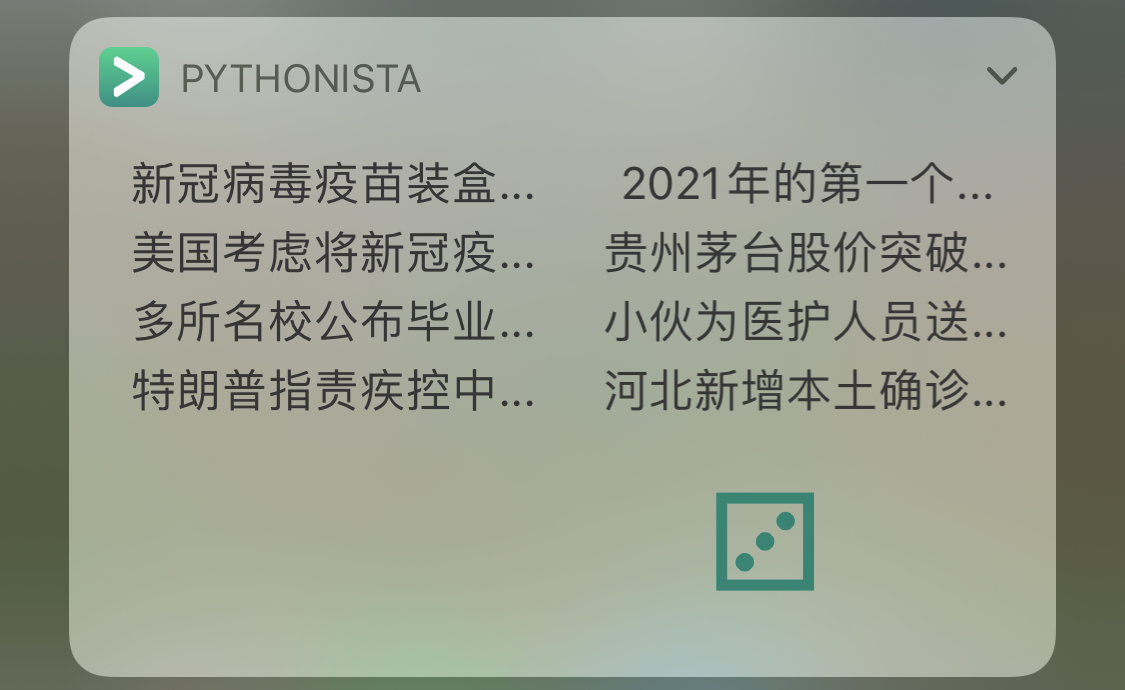 PYTHONISTA
新冠病毒疫苗装盒...
2021年的第一个...
美国考虑将新冠疫...
贵州茅台股价突破...
多所名校公布毕业...
小伙为医护人员送...
特朗普指责疾控中...
河北新增本土确诊...